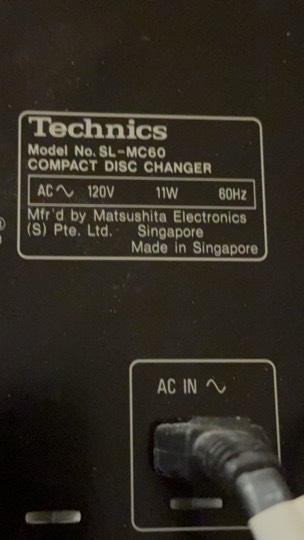 Technics
Model No. SL-MC60
COMPACT DISC CHANGER
AC∿ 120V 11W 60Hz
Mfr'd by Matsushita Electronics
(S) Pte. Ltd. Singapore
Made in Singapore
AC IN ∿